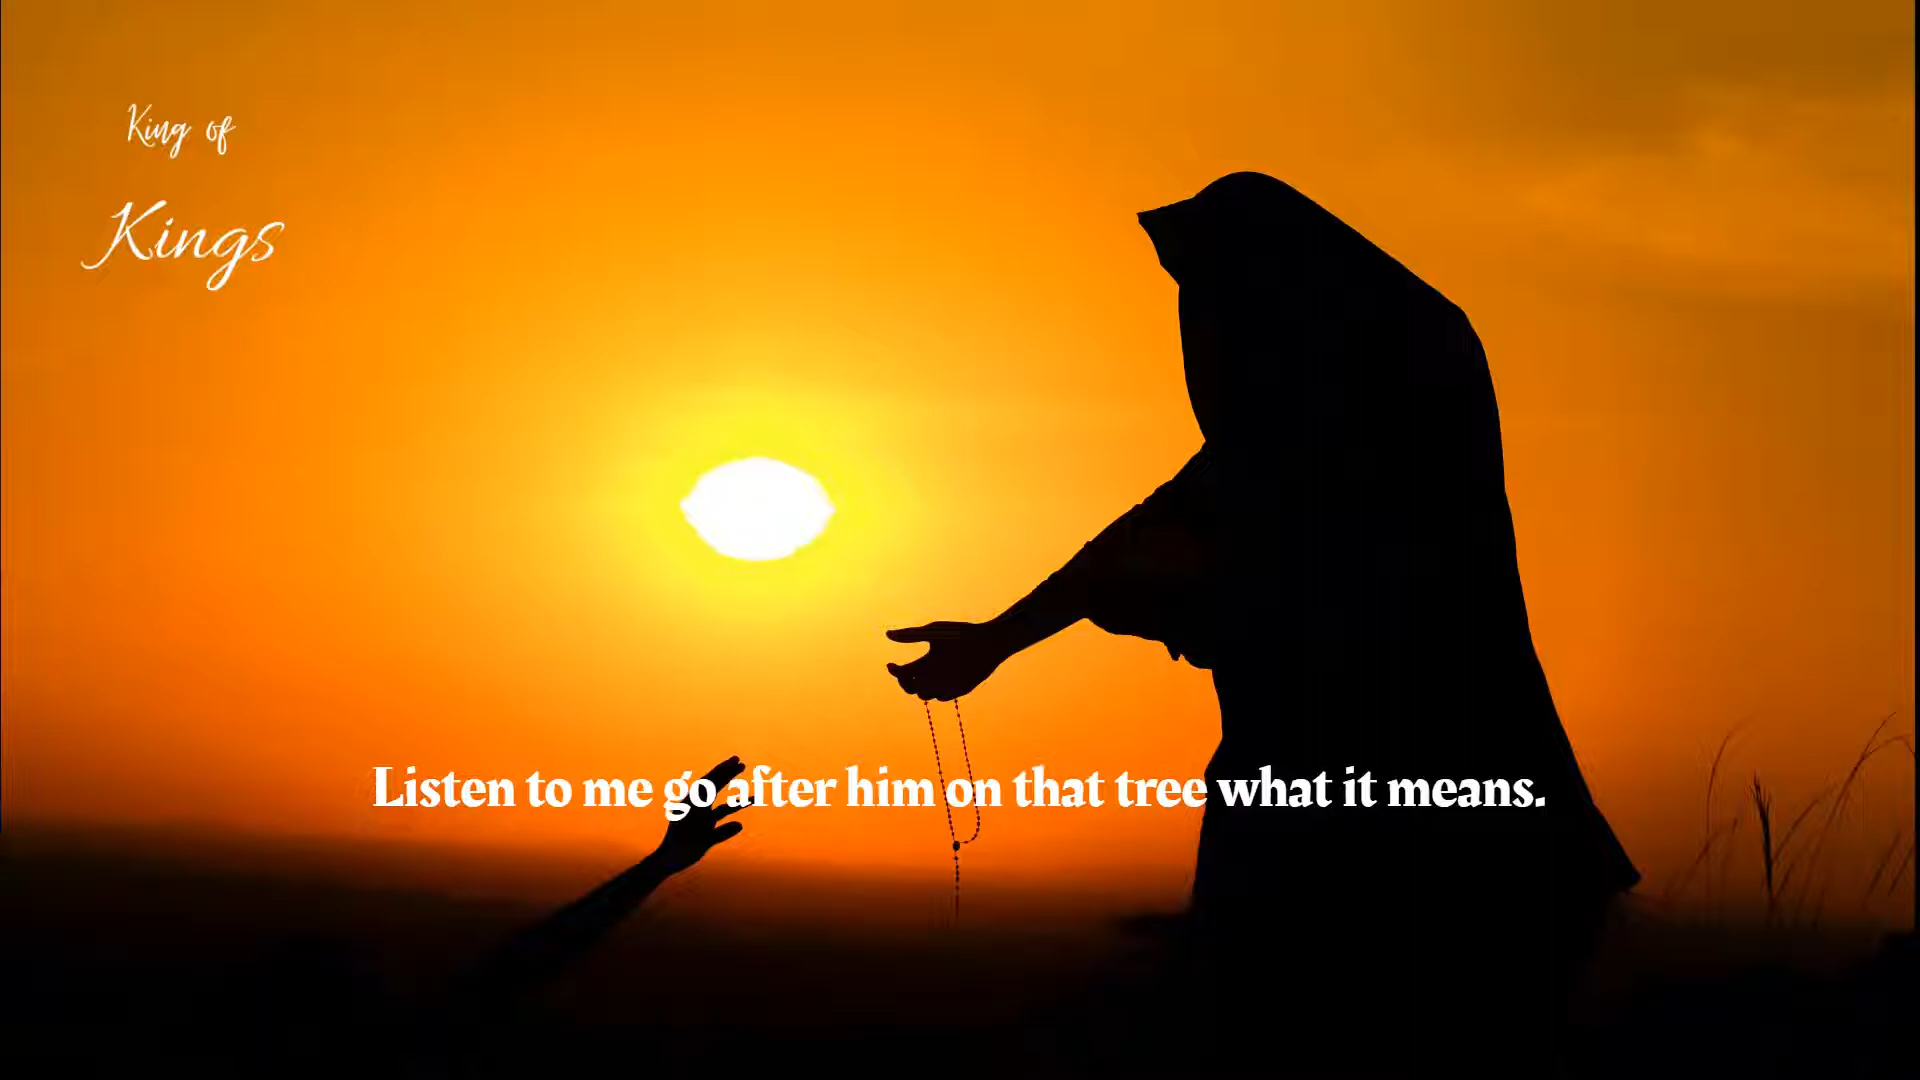 King of
Kings
Listen to me go after him on that tree what it means.